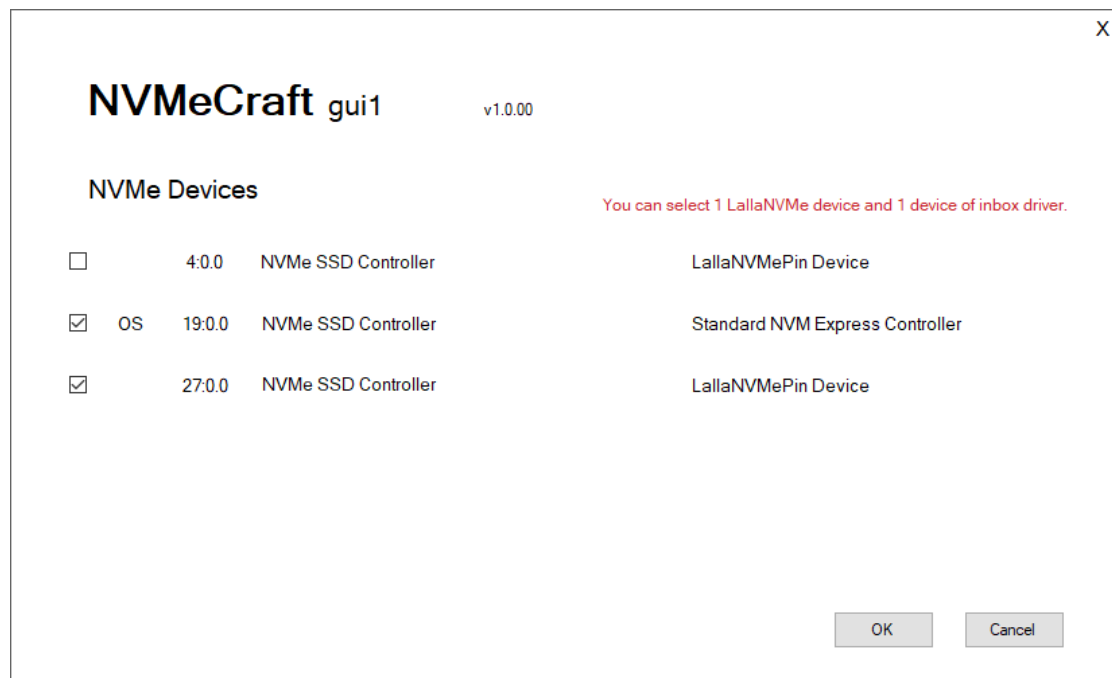 X
NVMeCraft gui1 v1.0.00
NVMe Devices
You can select 1 LallaNVMe device and 1 device of inbox driver.
4:0.0 NVMe SSD Controller LallaNVMePin Device
OS 19:0.0 NVMe SSD Controller Standard NVM Express Controller
27:0.0 NVMe SSD Controller LallaNVMePin Device
OK Cancel